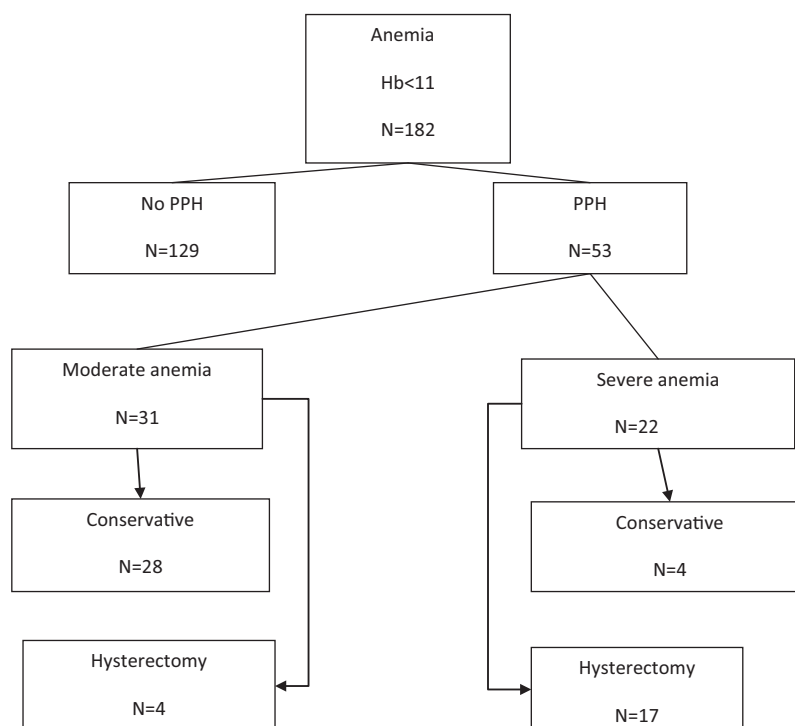 Anemia
Hb<11
N=182
No PPH
N=129
PPH
N=53
Moderate anemia
N=31
Severe anemia
N=22
Conservative
N=28
Conservative
N=4
Hysterectomy
N=4
Hysterectomy
N=17